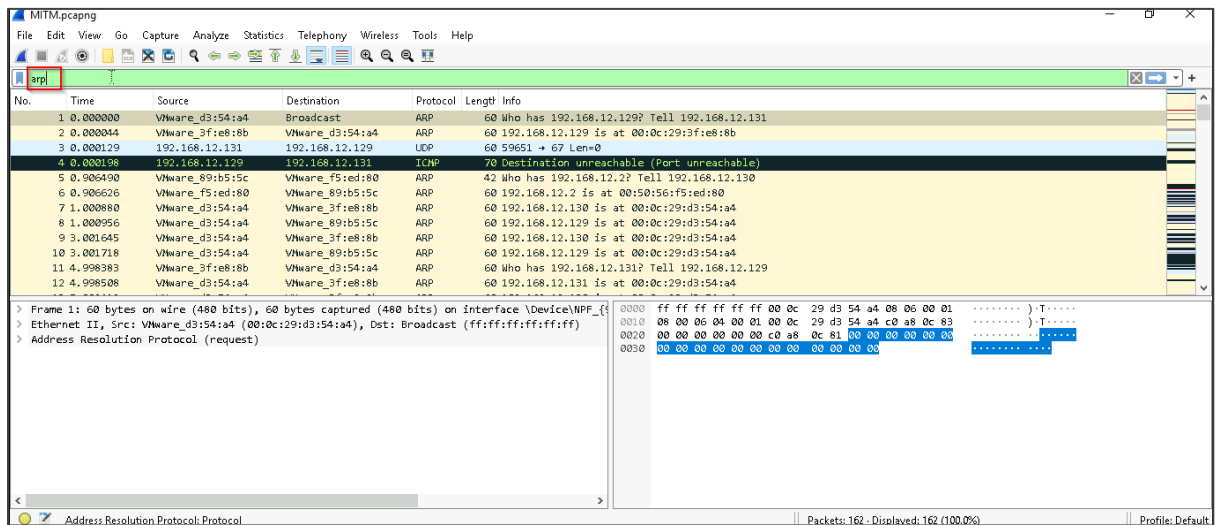 MITM.pcapng
File Edit View Go Capture Analyze Statistics Telephony Wireless Tools Help
arp
No. Time Source Destination Protocol Length Info
1 0.000000 VMware_d3:54:a4 Broadcast ARP 60 Who has 192.168.12.129? Tell 192.168.12.131
2 0.000044 VMware_3f:e8:8b VMware_d3:54:a4 ARP 60 192.168.12.129 is at 00:0c:29:3f:e8:8b
3 0.000129 192.168.12.131 192.168.12.129 UDP 60 59651 → 67 Len=0
4 0.000198 192.168.12.129 192.168.12.131 ICMP 70 Destination unreachable (Port unreachable)
5 0.906490 VMware_89:b5:5c VMware_f5:ed:80 ARP 42 Who has 192.168.12.2? Tell 192.168.12.130
6 0.906626 VMware_f5:ed:80 VMware_89:b5:5c ARP 60 192.168.12.2 is at 00:50:56:f5:ed:80
7 1.000880 VMware_d3:54:a4 VMware_3f:e8:8b ARP 60 192.168.12.130 is at 00:0c:29:d3:54:a4
8 1.000956 VMware_d3:54:a4 VMware_89:b5:5c ARP 60 192.168.12.129 is at 00:0c:29:d3:54:a4
9 3.001645 VMware_d3:54:a4 VMware_3f:e8:8b ARP 60 192.168.12.130 is at 00:0c:29:d3:54:a4
10 3.001718 VMware_d3:54:a4 VMware_89:b5:5c ARP 60 192.168.12.129 is at 00:0c:29:d3:54:a4
11 4.998383 VMware_3f:e8:8b VMware_d3:54:a4 ARP 60 Who has 192.168.12.131? Tell 192.168.12.129
12 4.998508 VMware_d3:54:a4 VMware_3f:e8:8b ARP 60 192.168.12.131 is at 00:0c:29:d3:54:a4
> Frame 1: 60 bytes on wire (480 bits), 60 bytes captured (480 bits) on interface \Device\NPF_{
> Ethernet II, Src: VMware_d3:54:a4 (00:0c:29:d3:54:a4), Dst: Broadcast (ff:ff:ff:ff:ff:ff)
> Address Resolution Protocol (request)
0000 ff ff ff ff ff ff 00 0c 29 d3 54 a4 08 06 00 01 ········ )·T·····
0010 08 00 06 04 00 01 00 0c 29 d3 54 a4 c0 a8 0c 83 ········ )·T·····
0020 00 00 00 00 00 00 c0 a8 0c 81 00 00 00 00 00 00 ········ ········
0030 00 00 00 00 00 00 00 00 00 00 00 00 ········ ····
Address Resolution Protocol: Protocol
Packets: 162 · Displayed: 162 (100.0%)
Profile: Default